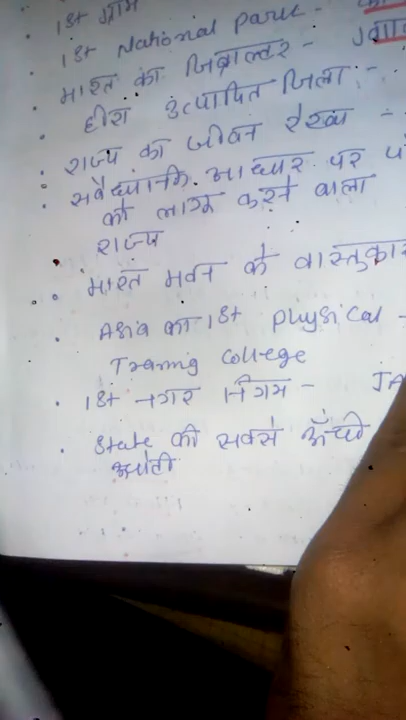 1st ग्राम
1st National Park -
भारत का जिब्राल्टर -
हीरा उत्पादित जिला -
राज्य का जीवन रेखा -
संवैधानिक आधार पर
को लागू करने वाला
राज्य
भारत भवन के वास्तुकार
Asia का 1st Physical -
Traning College
1st नगर निगम - JA
State की सबसे ऊँची
चोटी